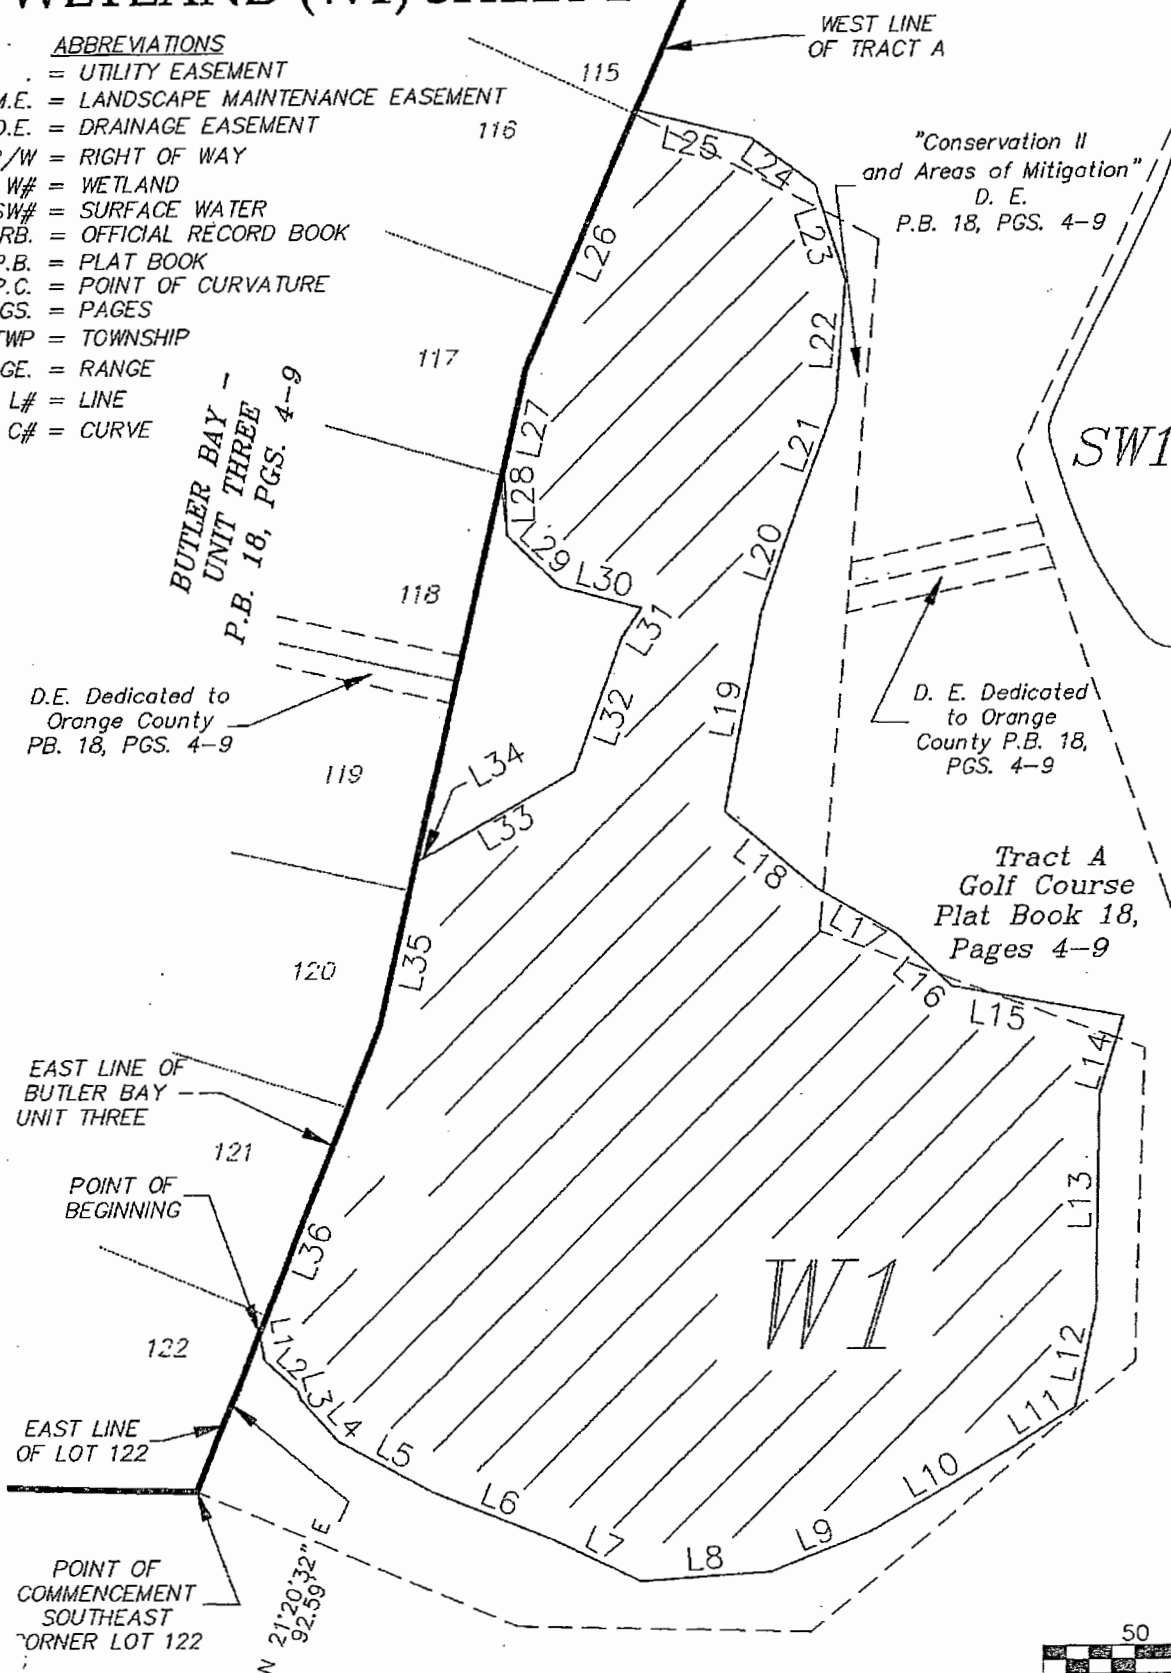 ABBREVIATIONS
. = UTILITY EASEMENT
M.E. = LANDSCAPE MAINTENANCE EASEMENT
D.E. = DRAINAGE EASEMENT
/W = RIGHT OF WAY
W# = WETLAND
SW# = SURFACE WATER
RB. = OFFICIAL RECORD BOOK
P.B. = PLAT BOOK
P.C. = POINT OF CURVATURE
GS. = PAGES
TWP = TOWNSHIP
GE. = RANGE
L# = LINE
C# = CURVE
WEST LINE
OF TRACT A
115
116
117
118
119
120
121
122
"Conservation II
and Areas of Mitigation"
D. E.
P.B. 18, PGS. 4-9
SW1
BUTLER BAY -
UNIT THREE
P.B. 18, PGS. 4-9
D.E. Dedicated to
Orange County
PB. 18, PGS. 4-9
D. E. Dedicated
to Orange
County P.B. 18,
PGS. 4-9
Tract A
Golf Course
Plat Book 18,
Pages 4-9
EAST LINE OF
BUTLER BAY
UNIT THREE
POINT OF
BEGINNING
EAST LINE
OF LOT 122
POINT OF
COMMENCEMENT
SOUTHEAST
CORNER LOT 122
N 21°20'32" E
92.59'
W1
L25
L24
L23
L26
L22
L27
L21
L28
L20
L29
L30
L31
L19
L32
L34
L33
L18
L17
L35
L16
L15
L14
L13
L36
L12
L1
L2
L3
L4
L5
L6
L7
L8
L9
L10
L11
50